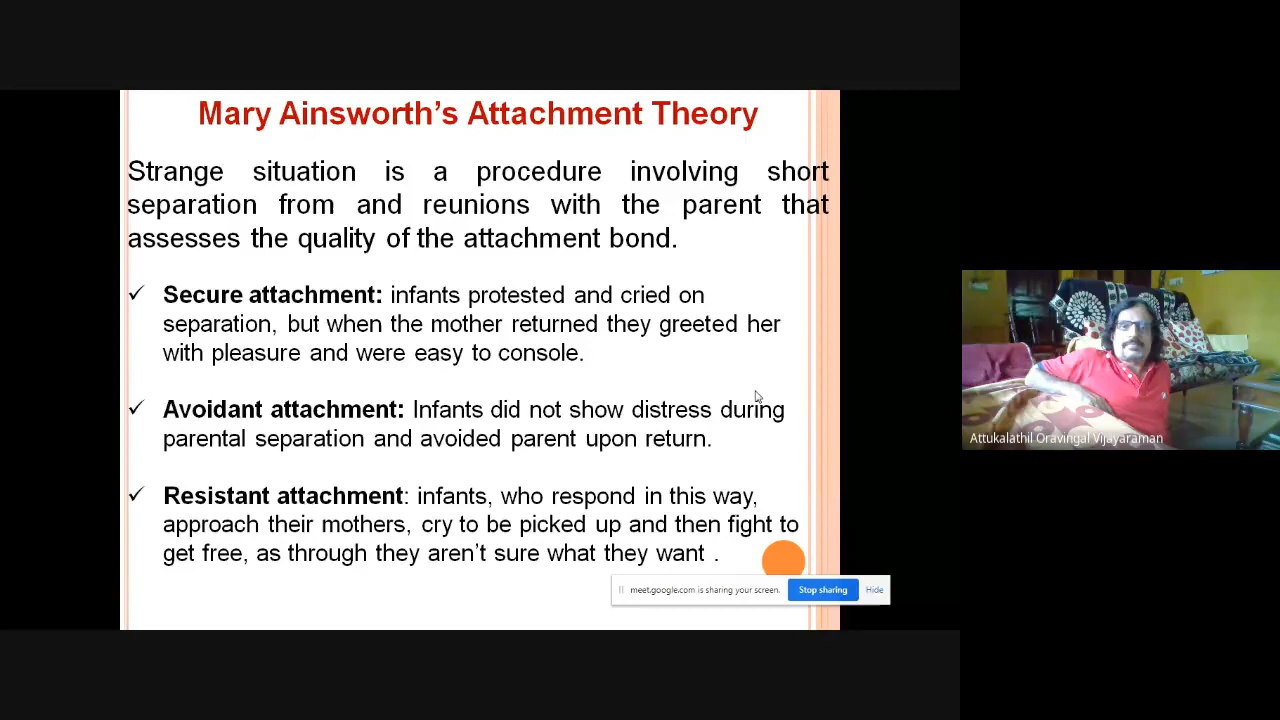 Mary Ainsworth’s Attachment Theory
Strange situation is a procedure involving short
separation from and reunions with the parent that
assesses the quality of the attachment bond.
✓ Secure attachment: infants protested and cried on
separation, but when the mother returned they greeted her
with pleasure and were easy to console.
✓ Avoidant attachment: Infants did not show distress during
parental separation and avoided parent upon return.
✓ Resistant attachment: infants, who respond in this way,
approach their mothers, cry to be picked up and then fight to
get free, as through they aren’t sure what they want .
meet.google.com is sharing your screen. Stop sharing Hide
Attukalathil Oravingal Vijayaraman